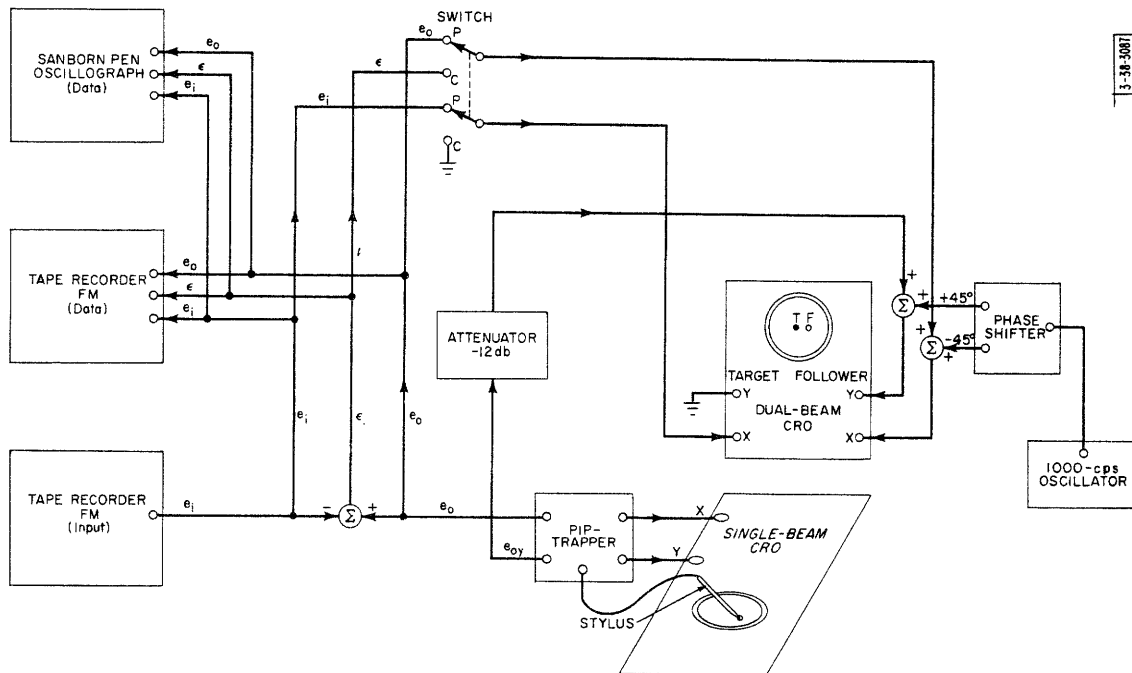 SWITCH
3-38-3087
SANBORN PEN
OSCILLOGRAPH
(Data)
e₀
ϵ
eᵢ
e₀
P
ϵ
C
eᵢ
P
C
TAPE RECORDER
FM
(Data)
e₀
ϵ
eᵢ
ATTENUATOR
-12db
T F
TARGET FOLLOWER
Y
Y
DUAL-BEAM
CRO
X
X
+
+
Σ
+45°
+
Σ
-45°
+
PHASE
SHIFTER
1000-cps
OSCILLATOR
eᵢ
ϵ
e₀
TAPE RECORDER
FM
(Input)
eᵢ
-
Σ
+
e₀
e₀y
PIP-
TRAPPER
X
Y
SINGLE-BEAM
CRO
STYLUS